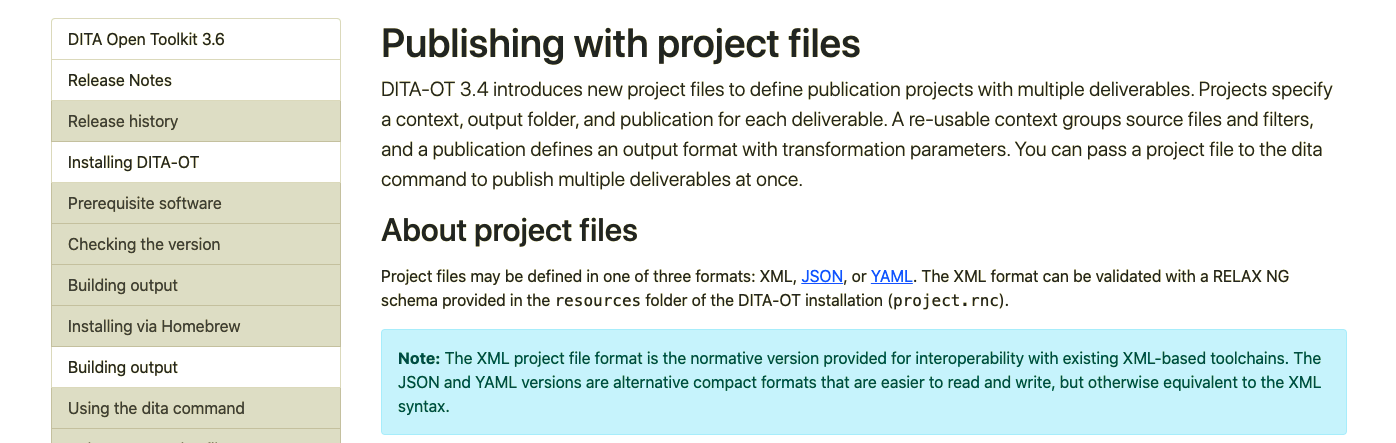 DITA Open Toolkit 3.6
Release Notes
Release history
Installing DITA-OT
Prerequisite software
Checking the version
Building output
Installing via Homebrew
Building output
Using the dita command
Publishing with project files
DITA-OT 3.4 introduces new project files to define publication projects with multiple deliverables. Projects specify
a context, output folder, and publication for each deliverable. A re-usable context groups source files and filters,
and a publication defines an output format with transformation parameters. You can pass a project file to the dita
command to publish multiple deliverables at once.
About project files
Project files may be defined in one of three formats: XML, JSON, or YAML. The XML format can be validated with a RELAX NG
schema provided in the resources folder of the DITA-OT installation (project.rnc).
Note: The XML project file format is the normative version provided for interoperability with existing XML-based toolchains. The
JSON and YAML versions are alternative compact formats that are easier to read and write, but otherwise equivalent to the XML
syntax.